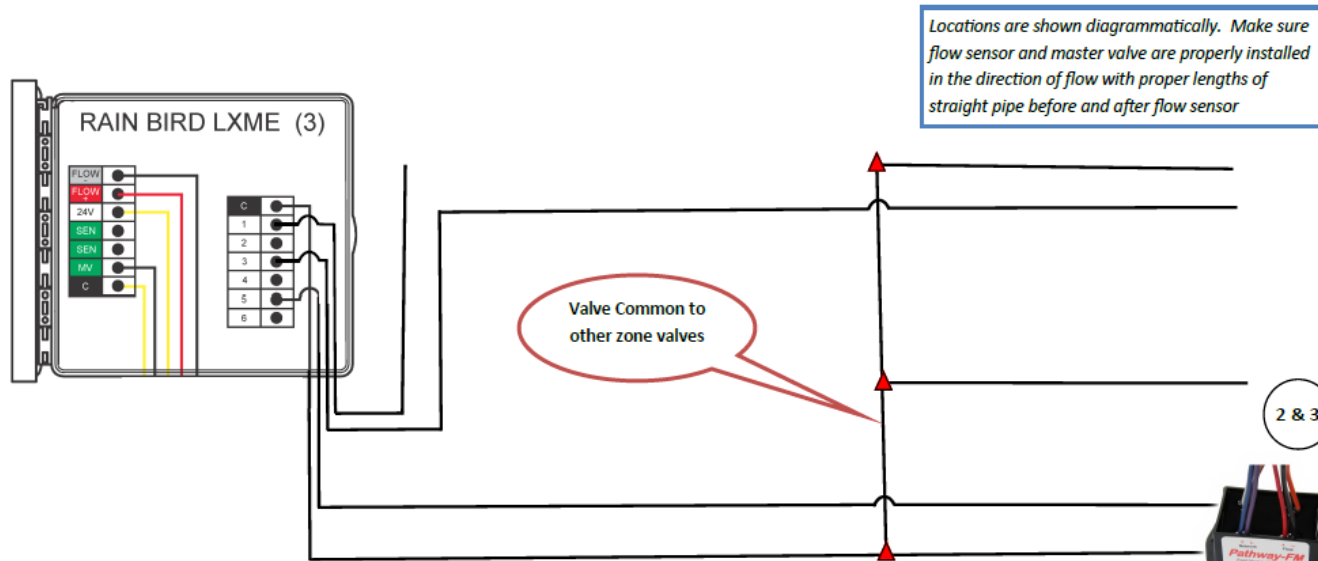 Locations are shown diagrammatically.  Make sure
flow sensor and master valve are properly installed
in the direction of flow with proper lengths of
straight pipe before and after flow sensor
RAIN BIRD LXME  (3)
FLOW
-
FLOW
+
24V
SEN
SEN
MV
C
C
1
2
3
4
5
6
Valve Common to
other zone valves
2 & 3
Pathway-FM